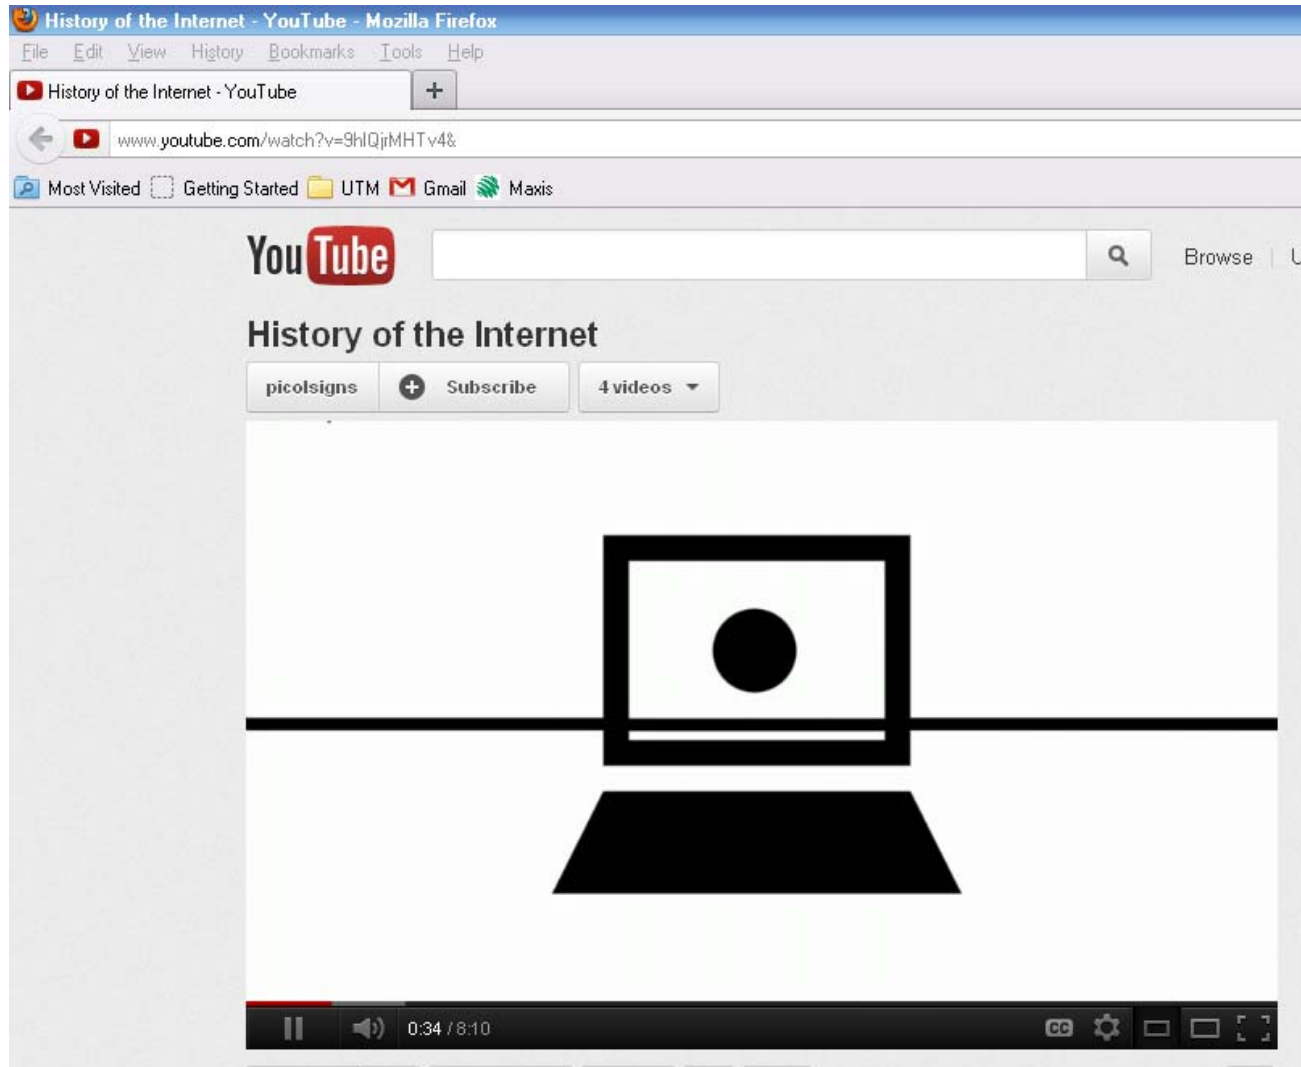 History of the Internet - YouTube - Mozilla Firefox
File Edit View History Bookmarks Tools Help
History of the Internet - YouTube +
www.youtube.com/watch?v=9hIQjrMHTv4&
Most Visited Getting Started UTM Gmail Maxis
YouTube Browse U
History of the Internet
picolsigns Subscribe 4 videos
0:34 / 8:10 CC